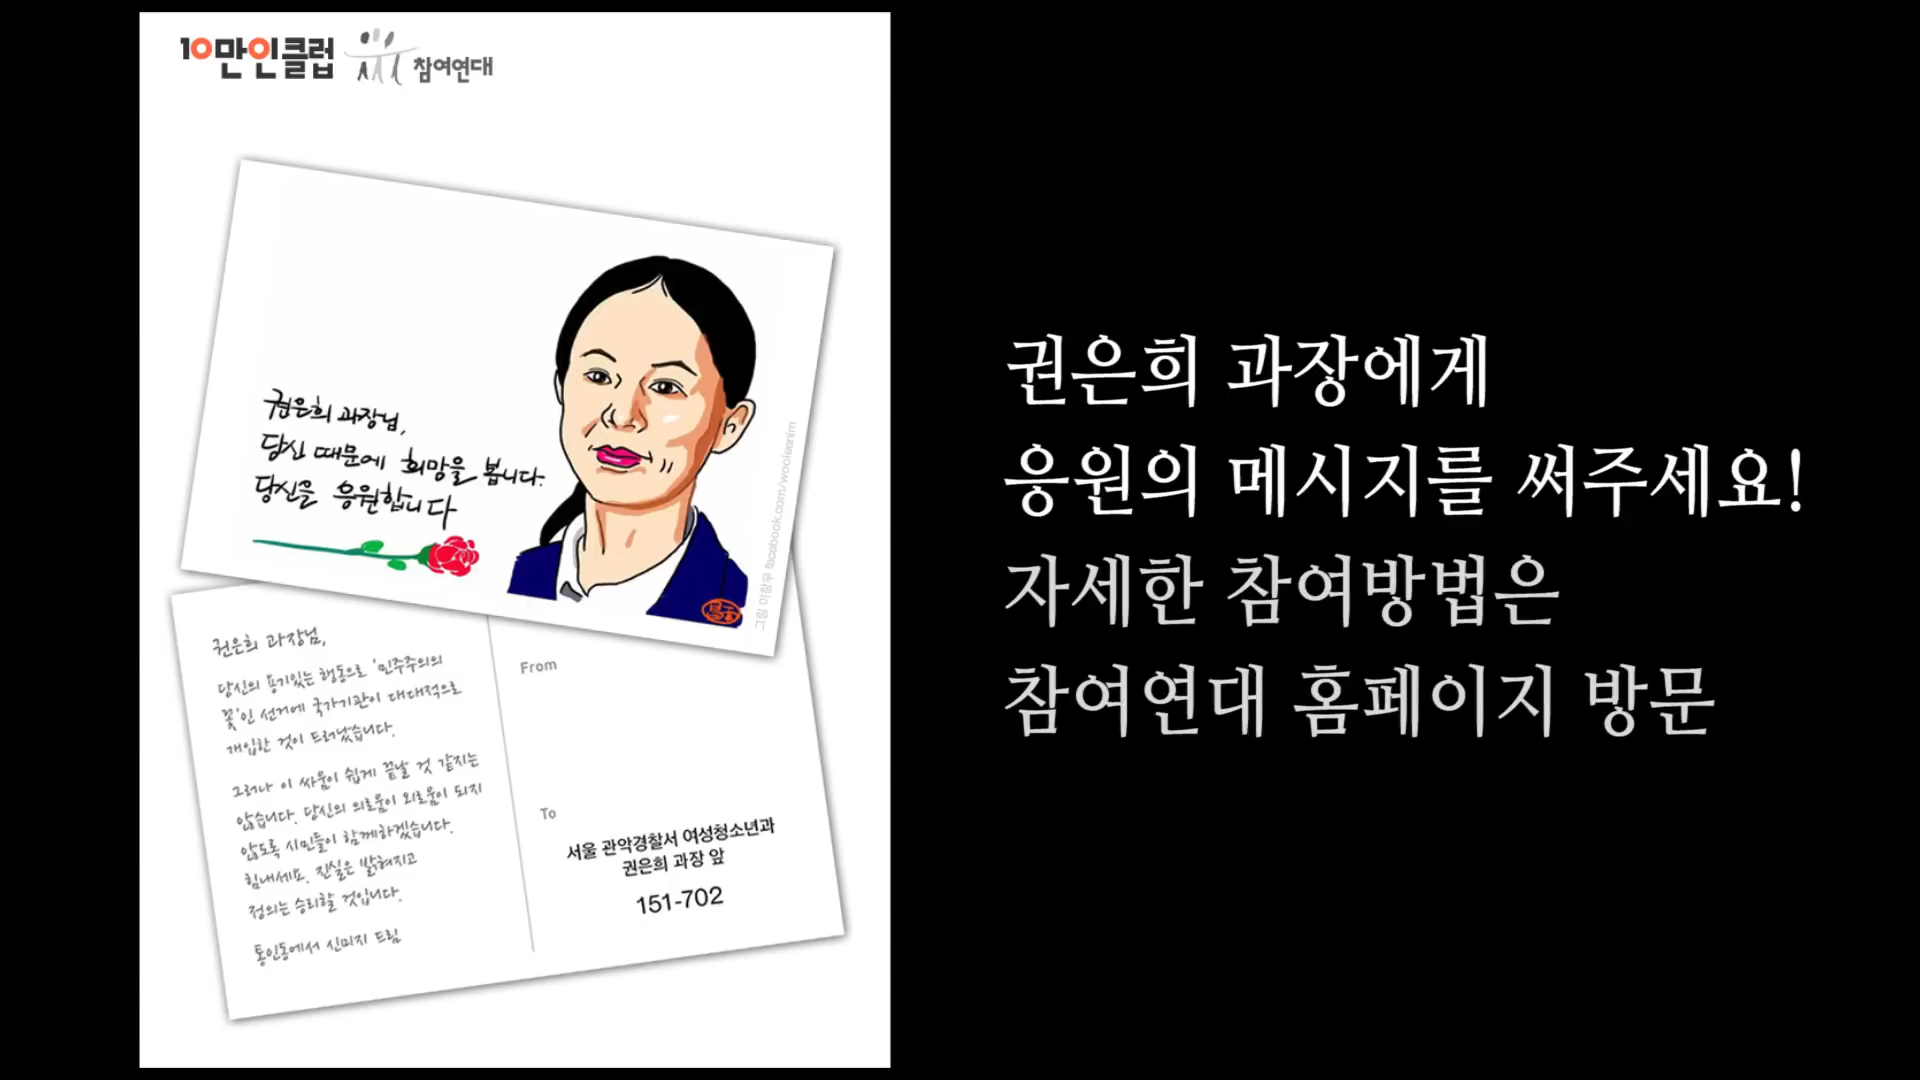 10만인클럽 참여연대
권은희 과장님,
당신 때문에 희망을 봅니다.
당신을 응원합니다
그림 이창우 facebook.com/wooleanim
권은희 과장님,
당신의 용기있는 행동으로 '민주주의의
꽃'인 선거에 국가기관이 대대적으로
개입한 것이 드러났습니다.
그러나 이 싸움이 쉽게 끝날 것 같지는
않습니다. 당신의 의로움이 외로움이 되지
않도록 시민들이 함께하겠습니다.
힘내세요. 진실은 밝혀지고
정의는 승리할 것입니다.
통인동에서 신미지 드림
From
To
서울 관악경찰서 여성청소년과
권은희 과장 앞
151-702
권은희 과장에게
응원의 메시지를 써주세요!
자세한 참여방법은
참여연대 홈페이지 방문